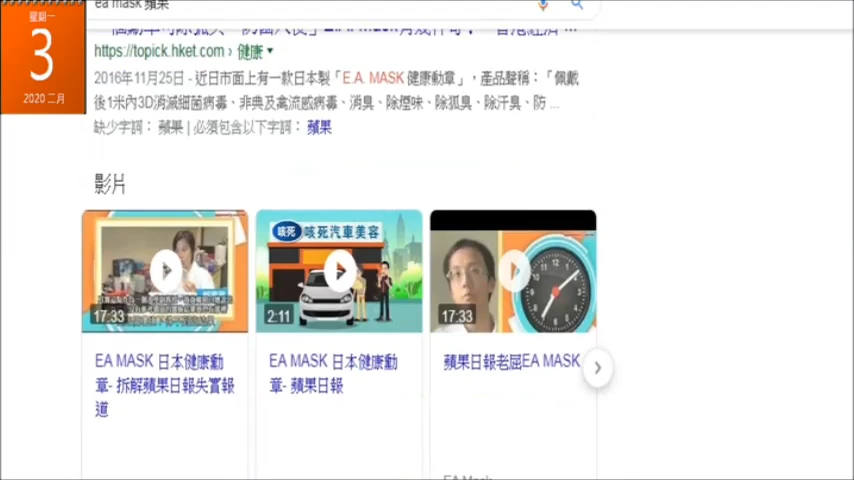 星期一
3
2020 二月
ea mask 蘋果
https://topick.hket.com › 健康
2016年11月25日 - 近日市面上有一款日本製「E.A. MASK 健康勳章」，產品聲稱：「佩戴
後1米內3D消滅細菌病毒、非典及禽流感病毒、消臭、除煙味、除狐臭、除汗臭、防 ...
缺少字詞： 蘋果 | 必須包含以下字詞： 蘋果
影片
咳死 咳死汽車美容
17:33
2:11
17:33
EA MASK 日本健康勳
章- 拆解蘋果日報失實報
道
EA MASK 日本健康勳
章- 蘋果日報
蘋果日報老屈EA MASK